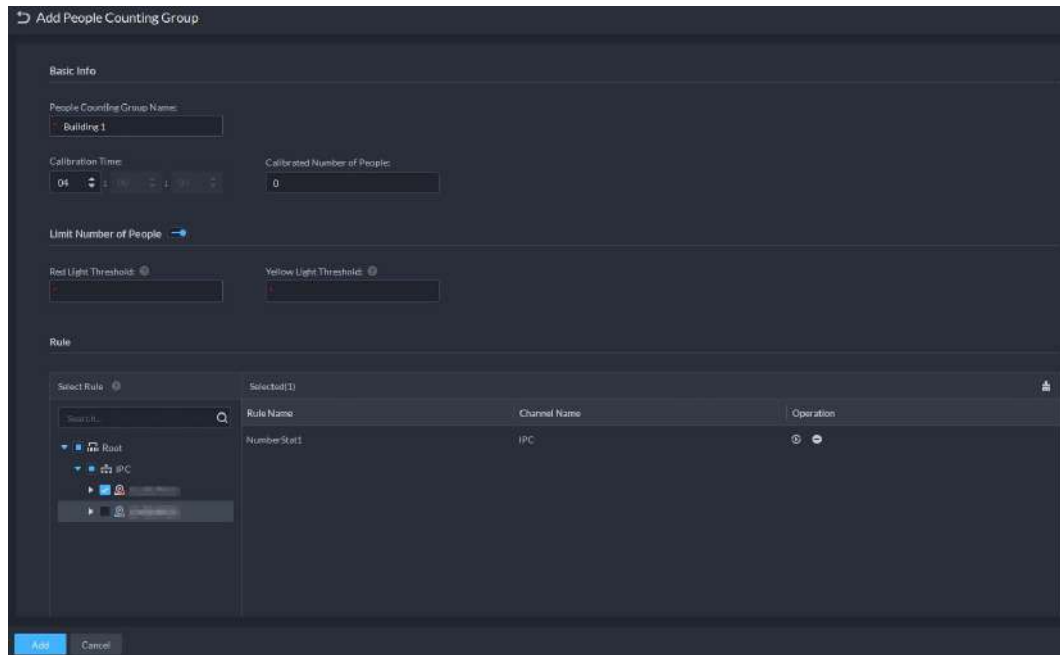 Add People Counting Group
Basic Info
People Counting Group Name:
* Building 1
Calibration Time: Calibrated Number of People:
04 : 00 : 00 0
Limit Number of People
Red Light Threshold: Yellow Light Threshold:
* *
Rule
Select Rule Selected(1)
Search... Rule Name Channel Name Operation
Root NumberStat1 IPC
IPC
Add Cancel